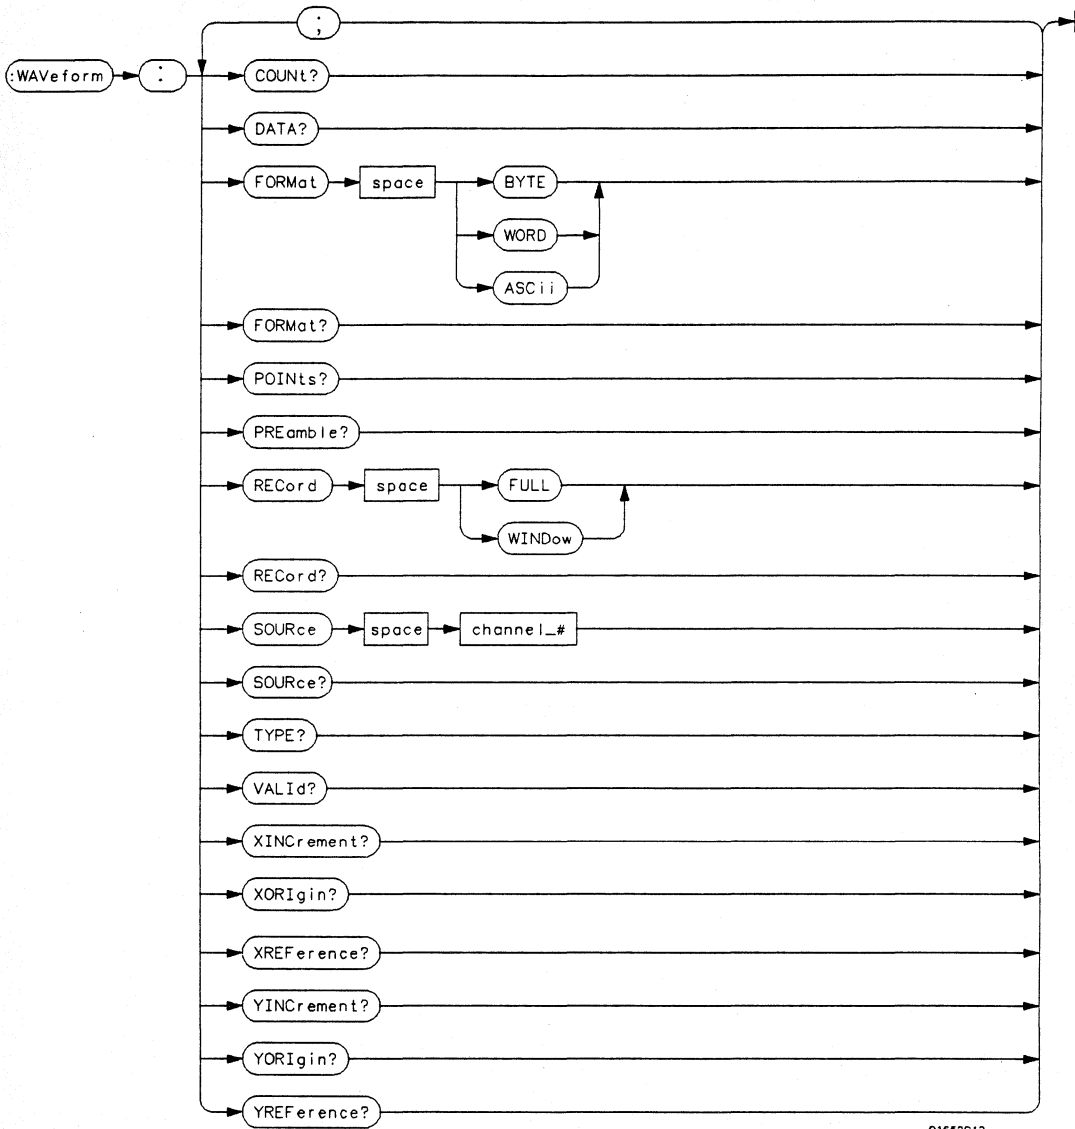 ;
:WAVeform : COUNt?
DATA?
FORMat space BYTE
WORD
ASCii
FORMat?
POINts?
PREamble?
RECord space FULL
WINDow
RECord?
SOURce space channel_#
SOURce?
TYPE?
VALId?
XINCrement?
XORIgin?
XREFerence?
YINCrement?
YORIgin?
YREFerence?